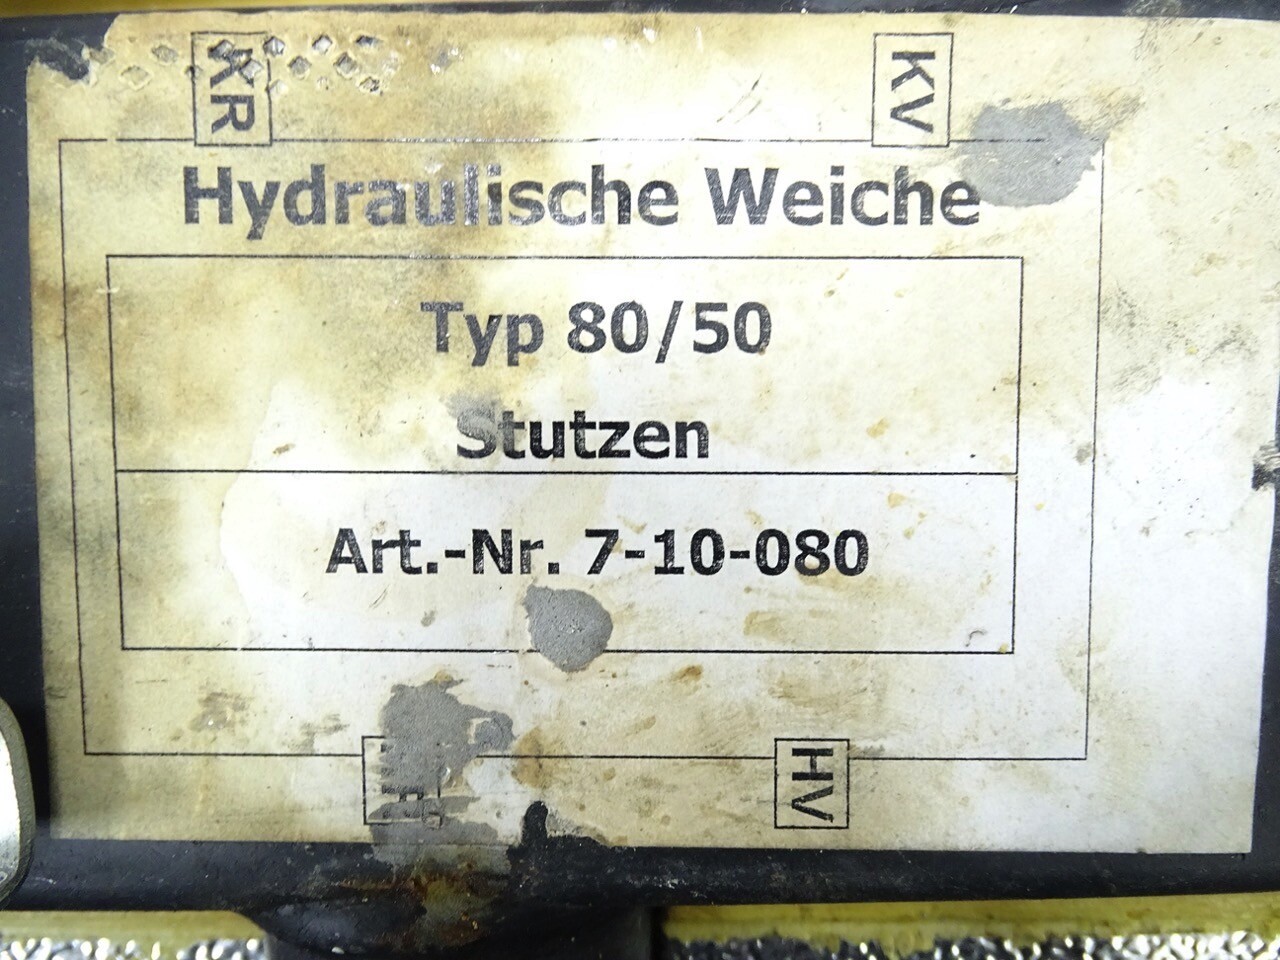 KR
KV
Hydraulische Weiche
Typ 80/50
Stutzen
Art.-Nr. 7-10-080
HV